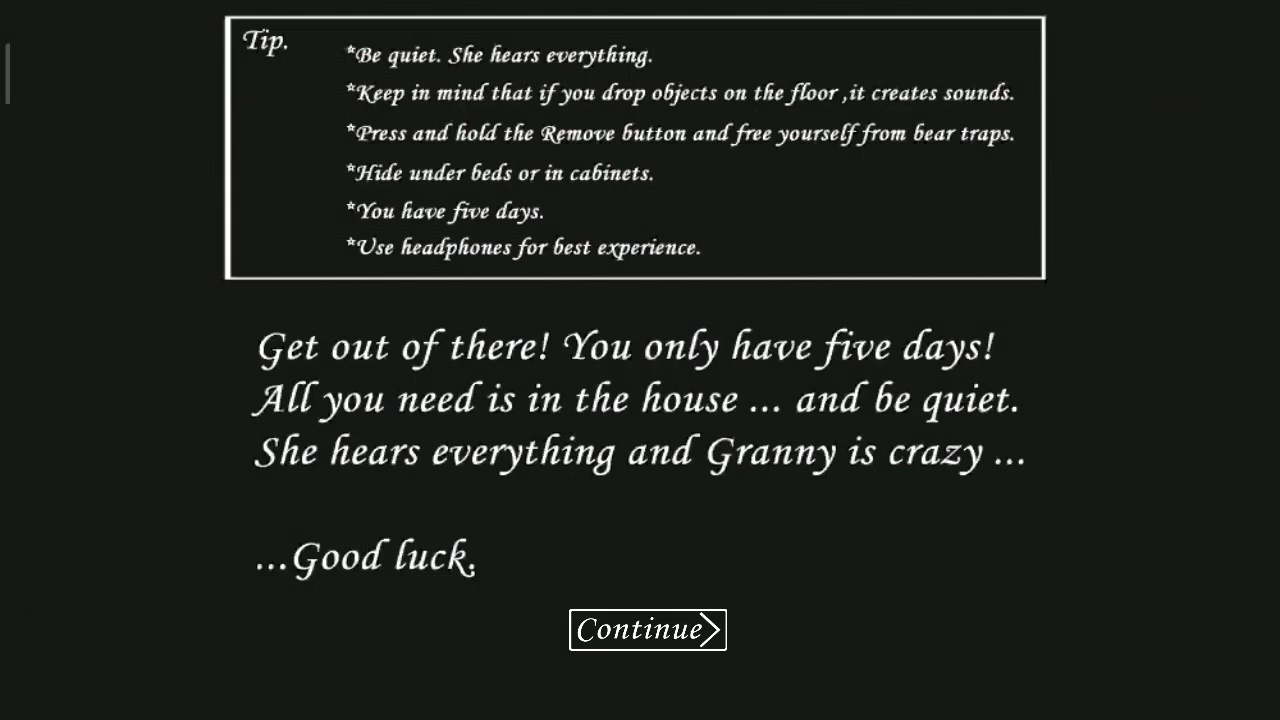 Tip.
*Be quiet. She hears everything.
*Keep in mind that if you drop objects on the floor ,it creates sounds.
*Press and hold the Remove button and free yourself from bear traps.
*Hide under beds or in cabinets.
*You have five days.
*Use headphones for best experience.
Get out of there! You only have five days!
All you need is in the house ... and be quiet.
She hears everything and Granny is crazy ...
...Good luck.
Continue